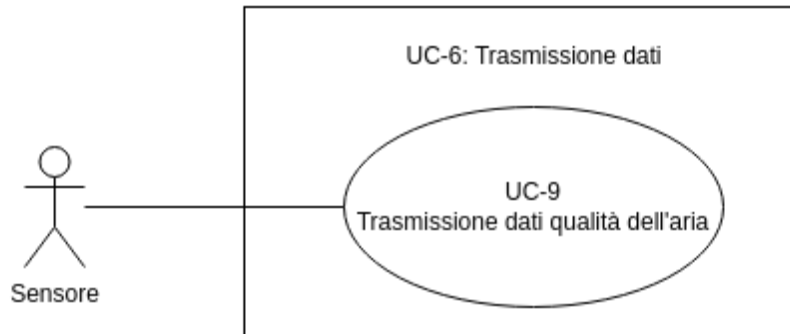 UC-6: Trasmissione dati
UC-9
Trasmissione dati qualità dell'aria
Sensore